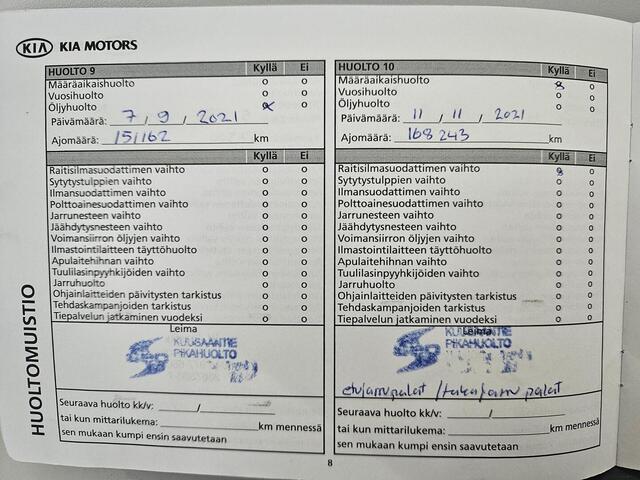 KIA KIA MOTORS
HUOLTO 9 Kyllä Ei
Määräaikaishuolto o o
Vuosihuolto o o
Öljyhuolto x o
Päivämäärä: 7 / 9 / 2021
Ajomäärä: 151162 km
Kyllä Ei
Raitisilmasuodattimen vaihto o o
Sytytystulppien vaihto o o
Ilmansuodattimen vaihto o o
Polttoainesuodattimen vaihto o o
Jarrunesteen vaihto o o
Jäähdytysnesteen vaihto o o
Voimansiirron öljyjen vaihto o o
Ilmastointilaitteen täyttöhuolto o o
Apulaitehihnan vaihto o o
Tuulilasinpyyhkijöiden vaihto o o
Jarruhuolto o o
Ohjainlaitteiden päivitysten tarkistus o o
Tehdaskampanjoiden tarkistus o o
Tiepalvelun jatkaminen vuodeksi o o
Leima
KUUSAANTIE
PIKAHUOLTO
Seuraava huolto kk/v: /
tai kun mittarilukema: km mennessä
sen mukaan kumpi ensin saavutetaan
HUOLTO 10 Kyllä Ei
Määräaikaishuolto o
Vuosihuolto o o
Öljyhuolto o o
Päivämäärä: 11 / 11 / 2021
Ajomäärä: 168 243 km
Kyllä Ei
Raitisilmasuodattimen vaihto o
Sytytystulppien vaihto o o
Ilmansuodattimen vaihto o o
Polttoainesuodattimen vaihto o o
Jarrunesteen vaihto o o
Jäähdytysnesteen vaihto o o
Voimansiirron öljyjen vaihto o o
Ilmastointilaitteen täyttöhuolto o o
Apulaitehihnan vaihto o o
Tuulilasinpyyhkijöiden vaihto o o
Jarruhuolto o o
Ohjainlaitteiden päivitysten tarkistus o o
Tehdaskampanjoiden tarkistus o o
Tiepalvelun jatkaminen vuodeksi o o
Leima
KUUSAANTIE
PIKAHUOLTO
etujarrupalat / takajarru palat
Seuraava huolto kk/v: /
tai kun mittarilukema: km mennessä
sen mukaan kumpi ensin saavutetaan
HUOLTOMUISTIO
8